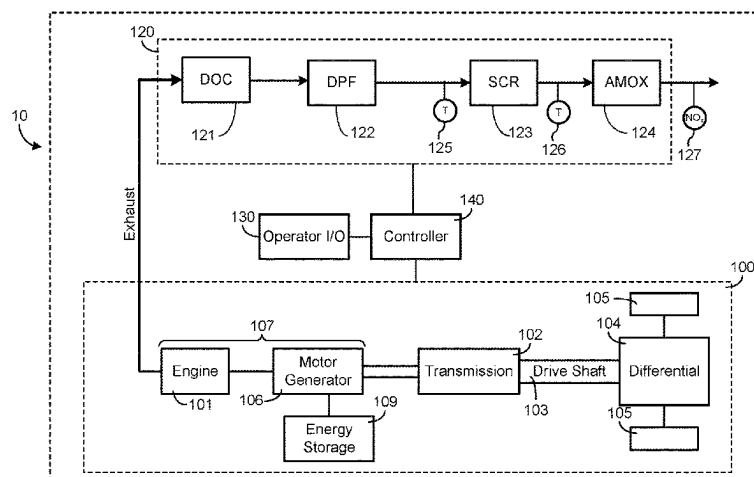 120
DOC
DPF
SCR
AMOX
10
121
122
T
125
123
T
126
124
NOx
127
Exhaust
130
Operator I/O
140
Controller
100
105
107
102
104
Engine
101
Motor
Generator
106
109
Energy
Storage
Transmission
Drive Shaft
103
Differential
105